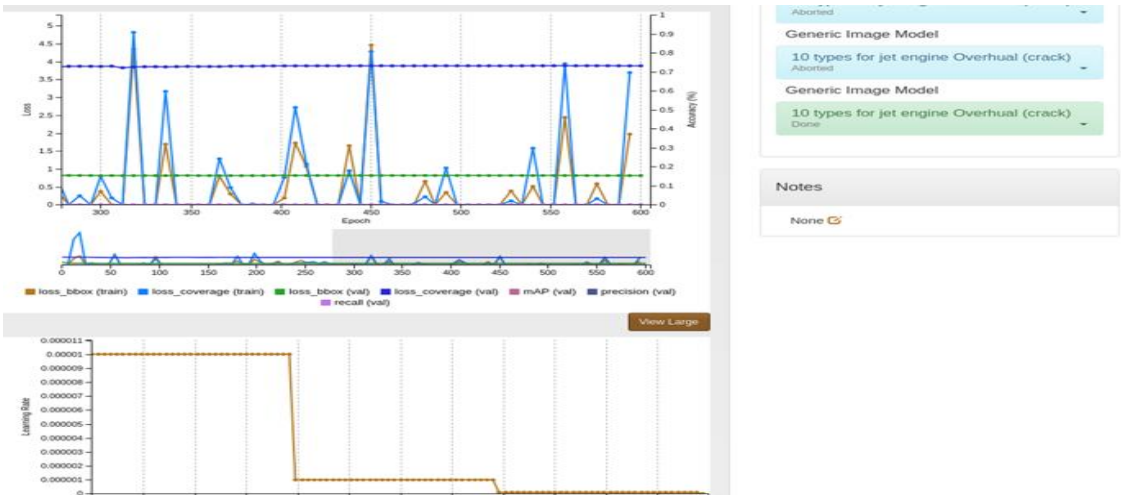 5
4.5
4
3.5
3
2.5
2
1.5
1
0.5
0
Loss
1
0.9
0.8
0.7
0.6
0.5
0.4
0.3
0.2
0.1
0
Accuracy (%)
300 350 400 450 500 550 600
Epoch
0 50 100 150 200 250 300 350 400 450 500 550 600
loss_bbox (train) loss_coverage (train) loss_bbox (val) loss_coverage (val) mAP (val) precision (val)
recall (val)
View Large
0.000011
0.00001
0.000009
0.000008
0.000007
0.000006
0.000005
0.000004
0.000003
0.000002
0.000001
0
Learning Rate
Aborted
Generic Image Model
10 types for jet engine Overhual (crack)
Aborted
Generic Image Model
10 types for jet engine Overhual (crack)
Done
Notes
None